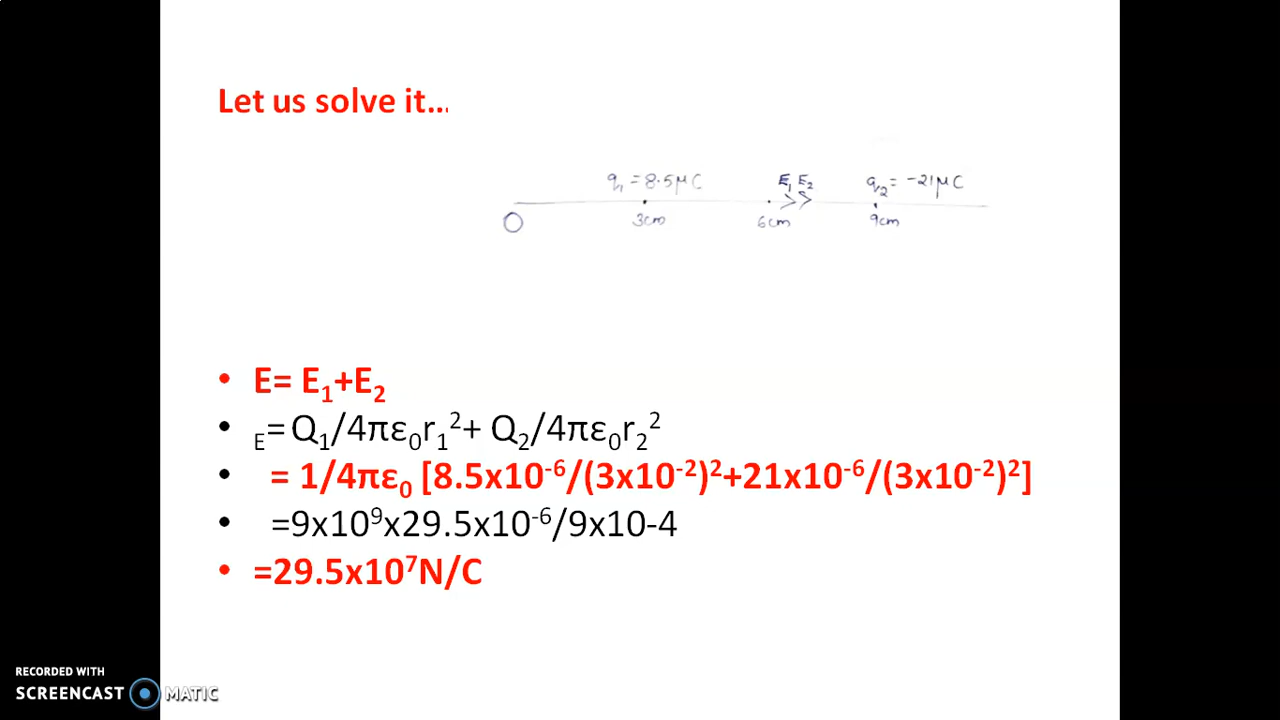 Let us solve it...
q₁ = 8.5μC E₁ E₂ q₂ = -21μC
O 3cm 6cm 9cm
• E= E₁+E₂
• E= Q₁/4πε₀r₁²+ Q₂/4πε₀r₂²
• = 1/4πε₀ [8.5x10⁻⁶/(3x10⁻²)²+21x10⁻⁶/(3x10⁻²)²]
• =9x10⁹x29.5x10⁻⁶/9x10-4
• =29.5x10⁷N/C
RECORDED WITH
SCREENCAST MATIC